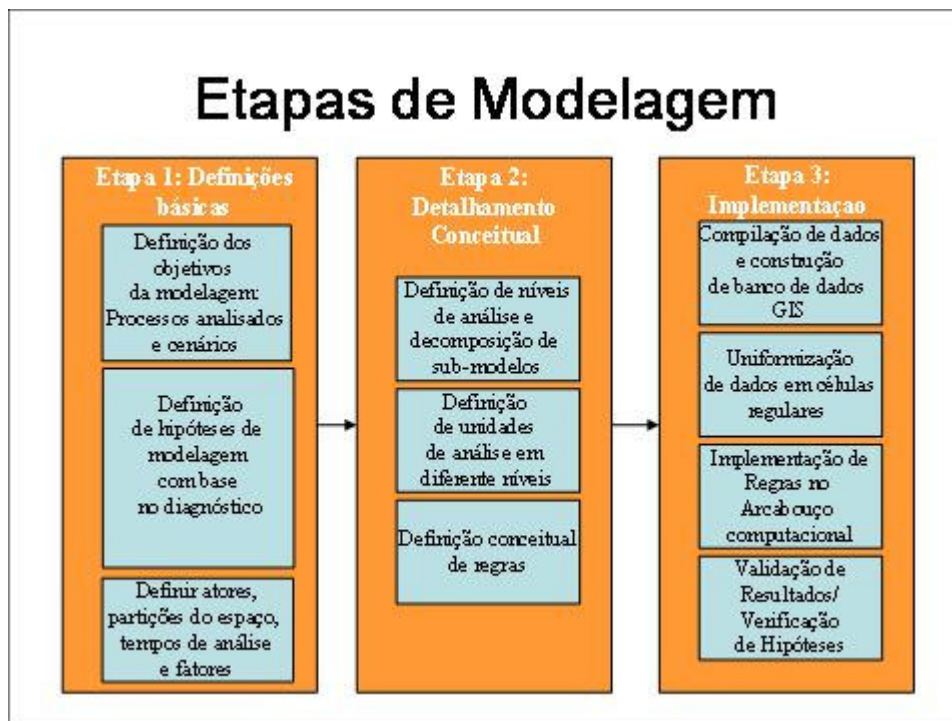 Etapas de Modelagem
Etapa 1: Definições
básicas
Definição dos
objetivos
da modelagem:
Processos analisados
e cenários
Definição
de hipóteses de
modelagem
com base
no diagnóstico
Definir atores,
partições do espaço,
tempos de análise
e fatores
Etapa 2:
Detalhamento
Conceitual
Definição de níveis
de análise e
decomposição de
sub-modelos
Definição
de unidades
de análise em
diferente níveis
Definição conceitual
de regras
Etapa 3:
Implementaçao
Compilação de dados
e construção
de banco de dados
GIS
Uniformização
de dados em células
regulares
Implementação de
Regras no
Arcabouço
computacional
Validação de
Resultados/
Verificação
de Hipóteses